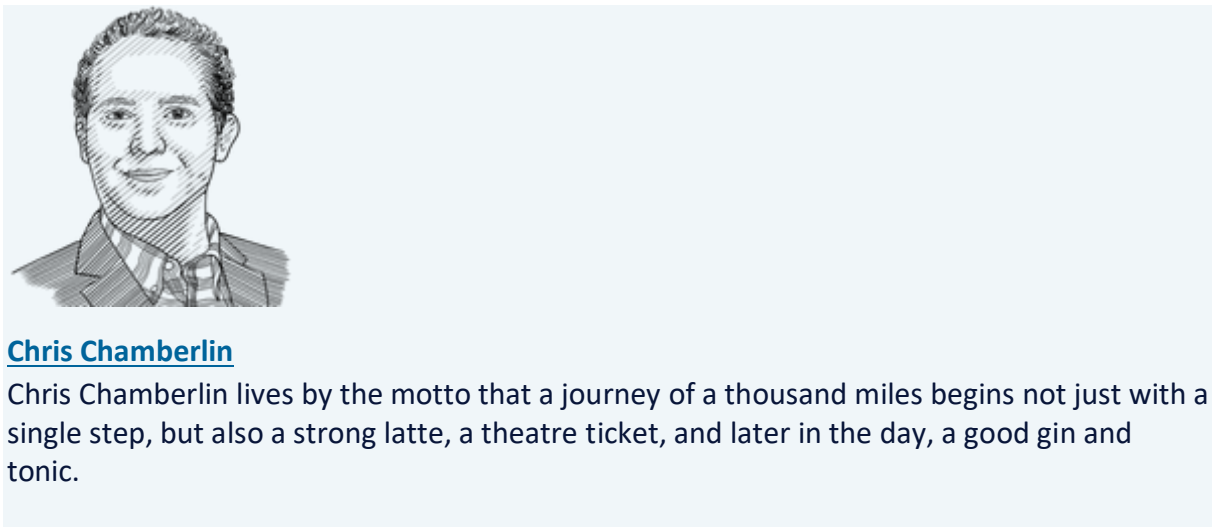 Chris Chamberlin
Chris Chamberlin lives by the motto that a journey of a thousand miles begins not just with a
single step, but also a strong latte, a theatre ticket, and later in the day, a good gin and
tonic.